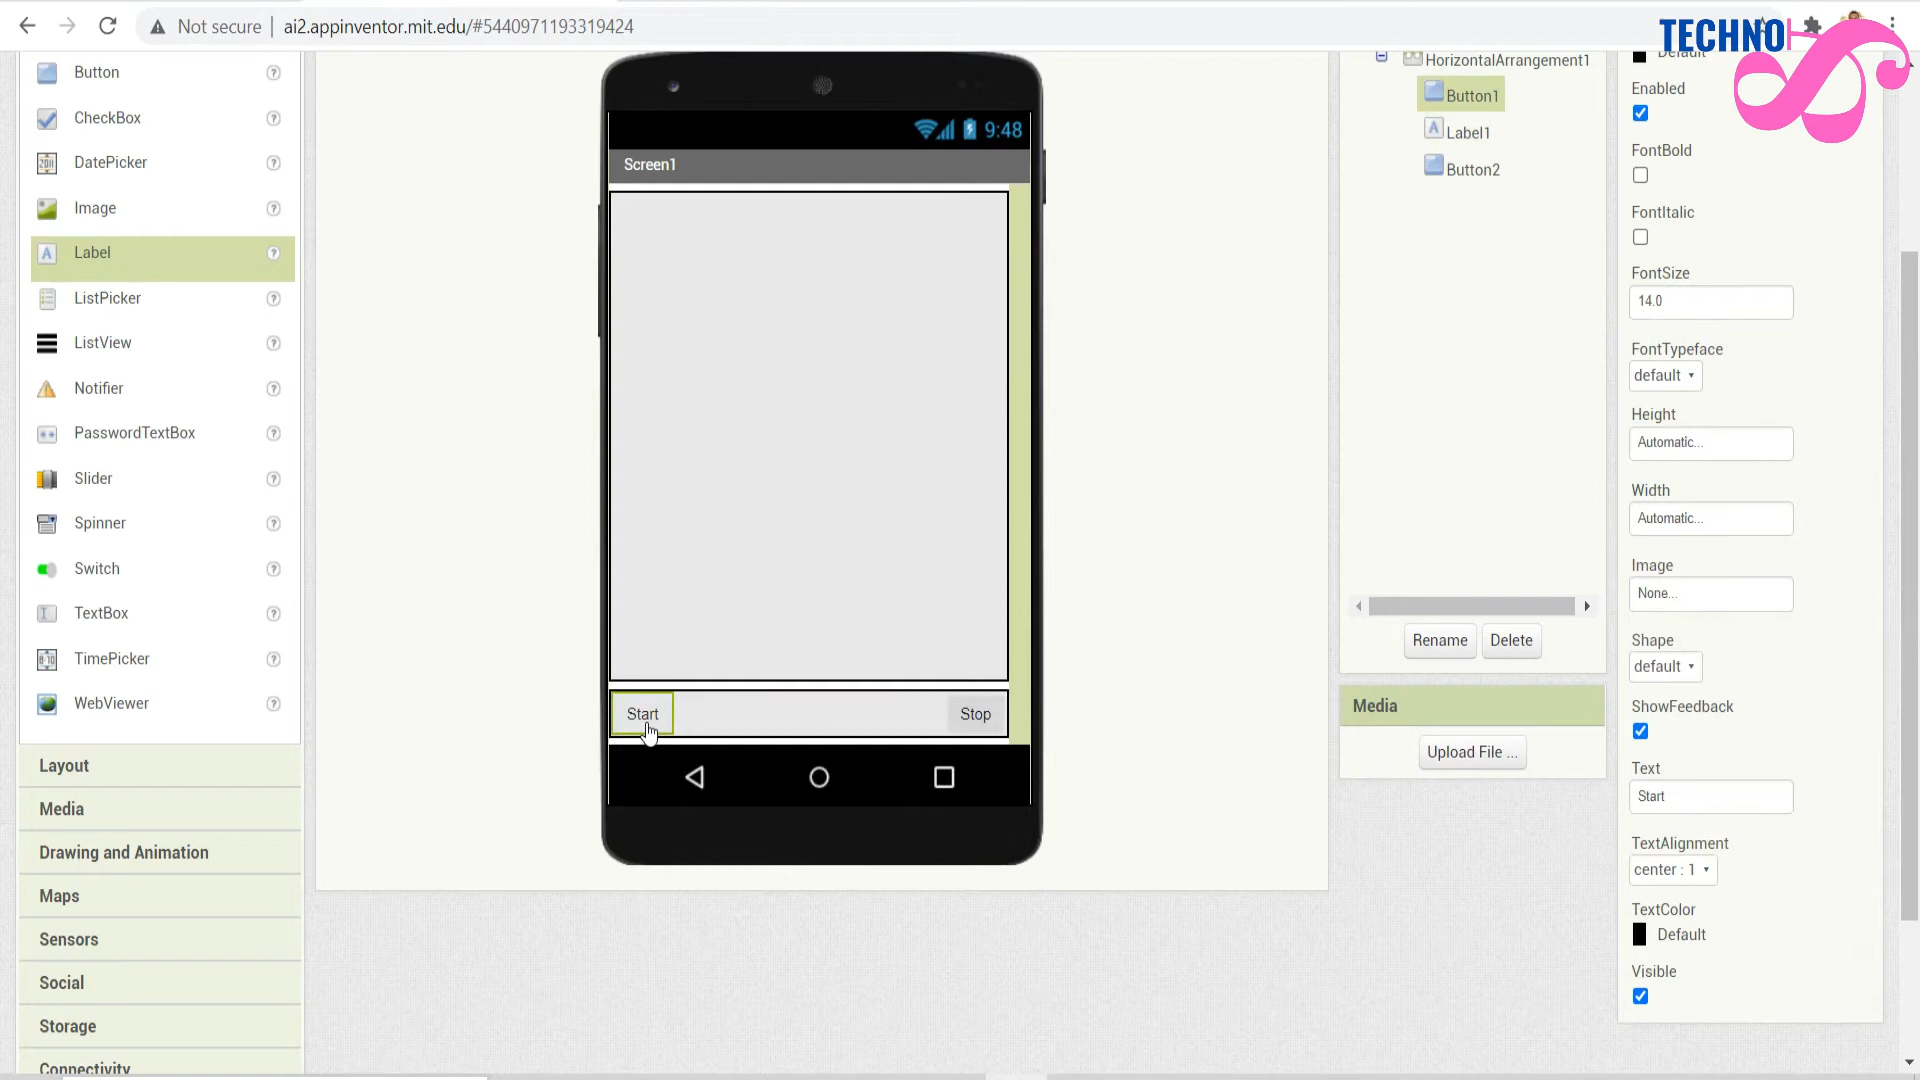 Not secure
ai2.appinventor.mit.edu/#5440971193319424
TECHNO
Button
?
CheckBox
?
DatePicker
?
Image
?
Label
?
ListPicker
?
ListView
?
Notifier
?
PasswordTextBox
?
Slider
?
Spinner
?
Switch
?
TextBox
?
TimePicker
?
WebViewer
?
Layout
Media
Drawing and Animation
Maps
Sensors
Social
Storage
Connectivity
9:48
Screen1
Start
Stop
HorizontalArrangement1
Button1
Label1
Button2
Rename
Delete
Media
Upload File ...
Default
Enabled
FontBold
FontItalic
FontSize
14.0
FontTypeface
default
Height
Automatic...
Width
Automatic...
Image
None...
Shape
default
ShowFeedback
Text
Start
TextAlignment
center : 1
TextColor
Default
Visible